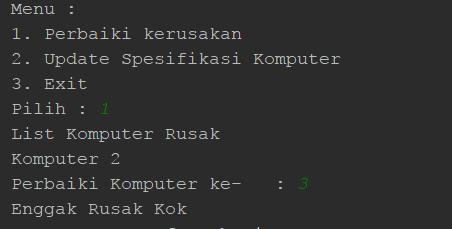 Menu :
1. Perbaiki kerusakan
2. Update Spesifikasi Komputer
3. Exit
Pilih : 1
List Komputer Rusak
Komputer 2
Perbaiki Komputer ke-   : 3
Enggak Rusak Kok